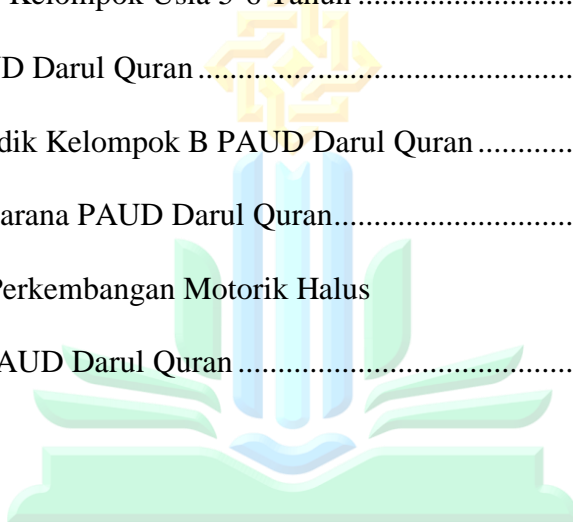 Kelompok Usia 5-6 Tahun ........................
D Darul Quran ................................................
dik Kelompok B PAUD Darul Quran ............
arana PAUD Darul Quran..............................
Perkembangan Motorik Halus
AUD Darul Quran ...........................................